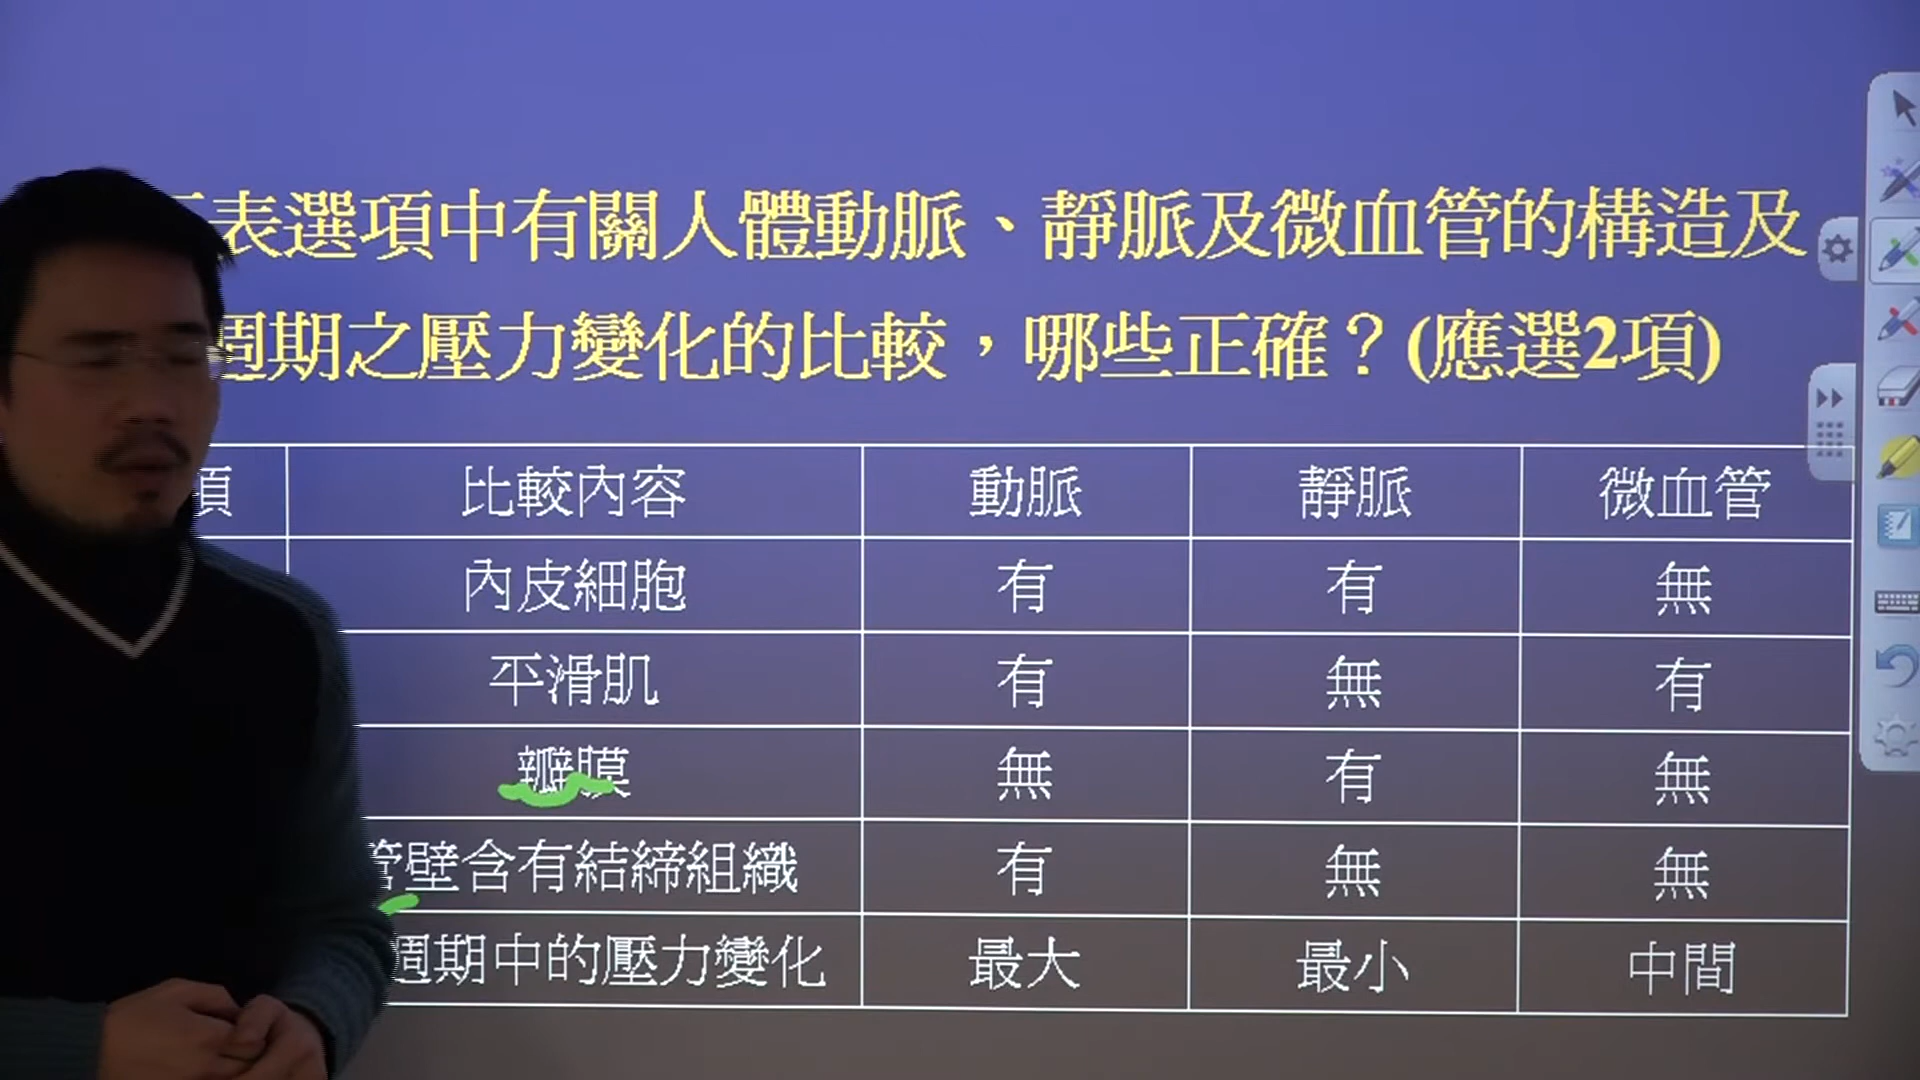 表選項中有關人體動脈、靜脈及微血管的構造及
週期之壓力變化的比較，哪些正確？(應選2項)
項 比較內容 動脈 靜脈 微血管
內皮細胞 有 有 無
平滑肌 有 無 有
瓣膜 無 有 無
管壁含有結締組織 有 無 無
週期中的壓力變化 最大 最小 中間